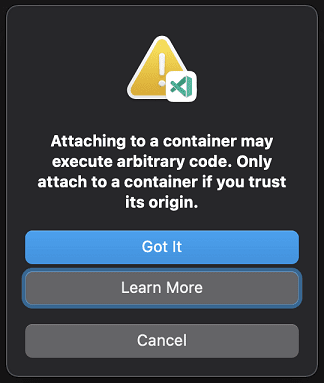 Attaching to a container may
execute arbitrary code. Only
attach to a container if you trust
its origin.
Got It
Learn More
Cancel